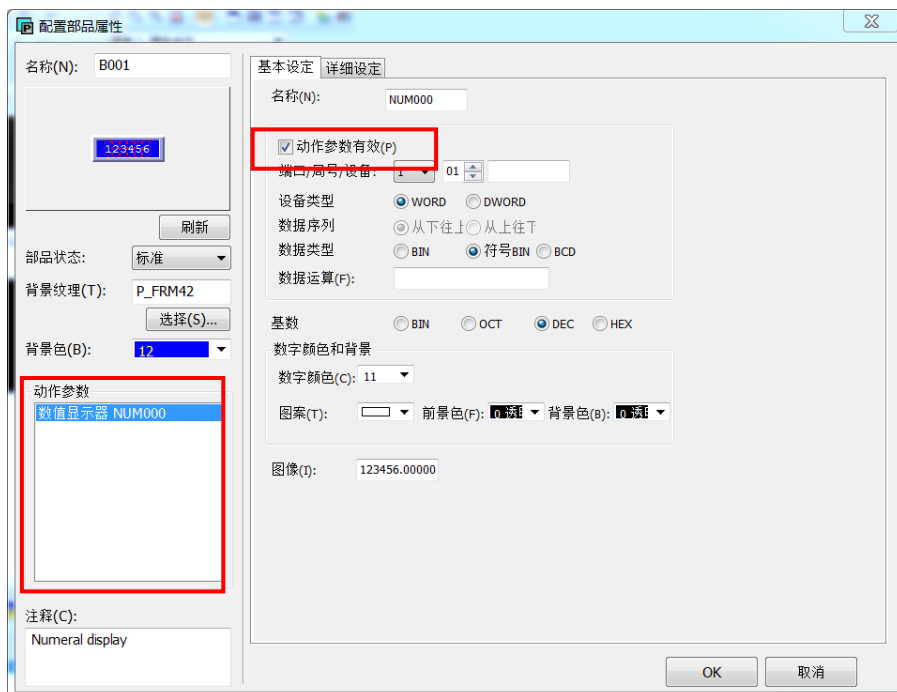 配置部品属性
名称(N): B001
123456
刷新
部品状态: 标准
背景纹理(T): P_FRM42
选择(S)...
背景色(B): 12
动作参数
数值显示器 NUM000
注释(C):
Numeral display
基本设定 详细设定
名称(N): NUM000
动作参数有效(P)
端口/局号/设备: 1 01
设备类型 WORD DWORD
数据序列 从下往上 从上往下
数据类型 BIN 符号BIN BCD
数据运算(F):
基数 BIN OCT DEC HEX
数字颜色和背景
数字颜色(C): 11
图案(T): 前景色(F): 0 透 背景色(B): 0 透
图像(I): 123456.00000
OK 取消